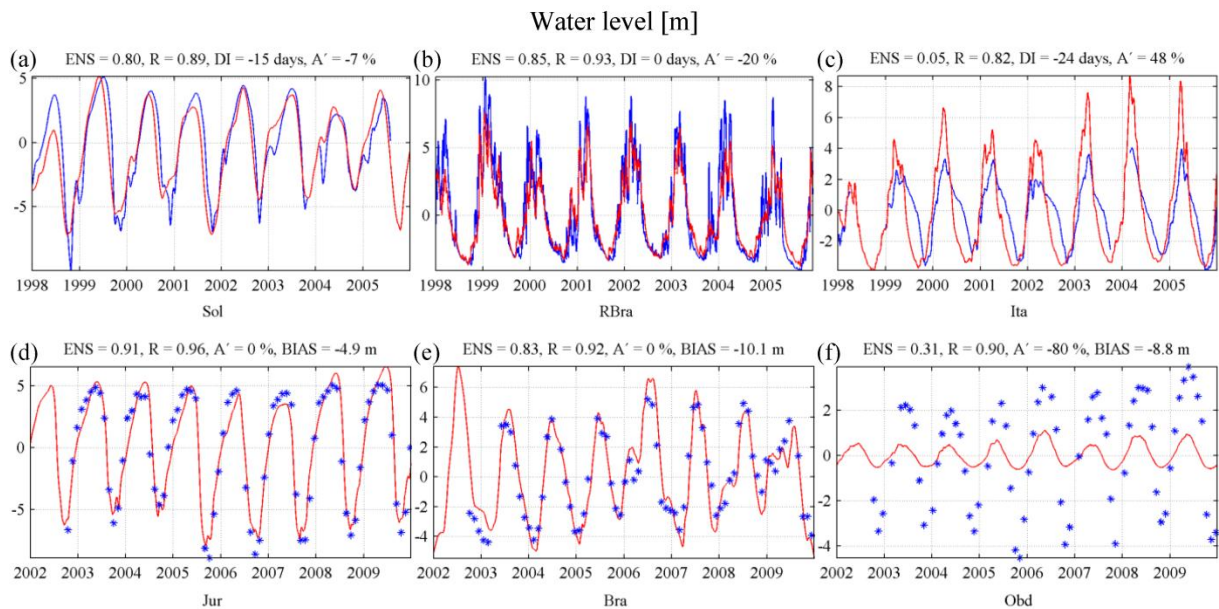 Water level [m]
(a) ENS = 0.80, R = 0.89, DI = -15 days, A´ = -7 %
(b) ENS = 0.85, R = 0.93, DI = 0 days, A´ = -20 %
(c) ENS = 0.05, R = 0.82, DI = -24 days, A´ = 48 %
5
0
-5
1998 1999 2000 2001 2002 2003 2004 2005
Sol
10
5
0
1998 1999 2000 2001 2002 2003 2004 2005
RBra
8
6
4
2
0
-2
1998 1999 2000 2001 2002 2003 2004 2005
Ita
(d) ENS = 0.91, R = 0.96, A´ = 0 %, BIAS = -4.9 m
(e) ENS = 0.83, R = 0.92, A´ = 0 %, BIAS = -10.1 m
(f) ENS = 0.31, R = 0.90, A´ = -80 %, BIAS = -8.8 m
5
0
-5
2002 2003 2004 2005 2006 2007 2008 2009
Jur
6
4
2
0
-2
-4
2002 2003 2004 2005 2006 2007 2008 2009
Bra
2
0
-2
-4
2002 2003 2004 2005 2006 2007 2008 2009
Obd